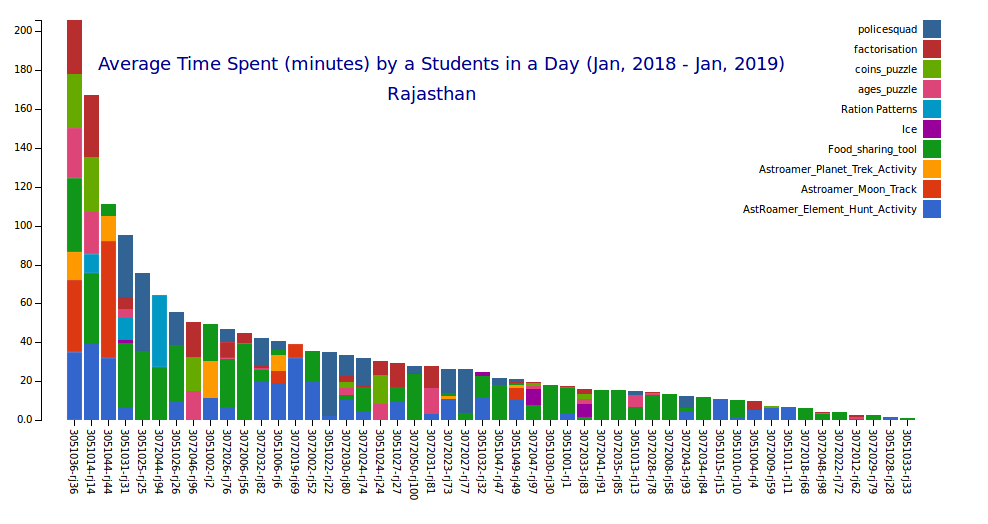 Average Time Spent (minutes) by a Students in a Day (Jan, 2018 - Jan, 2019)
Rajasthan
policesquad
factorisation
coins_puzzle
ages_puzzle
Ration Patterns
Ice
Food_sharing_tool
Astroamer_Planet_Trek_Activity
Astroamer_Moon_Track
AstRoamer_Element_Hunt_Activity
200
180
160
140
120
100
80
60
40
20
0.0
3051036-rj36
3051014-rj14
3051044-rj44
3051031-rj31
3051025-rj25
3072044-rj94
3051026-rj26
3072046-rj96
3051002-rj2
3072026-rj76
3072006-rj56
3072032-rj82
3051006-rj6
3072019-rj69
3072002-rj52
3051022-rj22
3072030-rj80
3072024-rj74
3051024-rj24
3051027-rj27
3072050-rj100
3072031-rj81
3072023-rj73
3072027-rj77
3051032-rj32
3051047-rj47
3051049-rj49
3072047-rj97
3051030-rj30
3051001-rj1
3072033-rj83
3051041-rj91
3072035-rj85
3051013-rj13
3072028-rj78
3072008-rj58
3072043-rj93
3072034-rj84
3051015-rj15
3051010-rj10
3051004-rj4
3072009-rj59
3051011-rj11
3072018-rj68
3072048-rj98
3072022-rj72
3072012-rj62
3072029-rj79
3051028-rj28
3051033-rj33